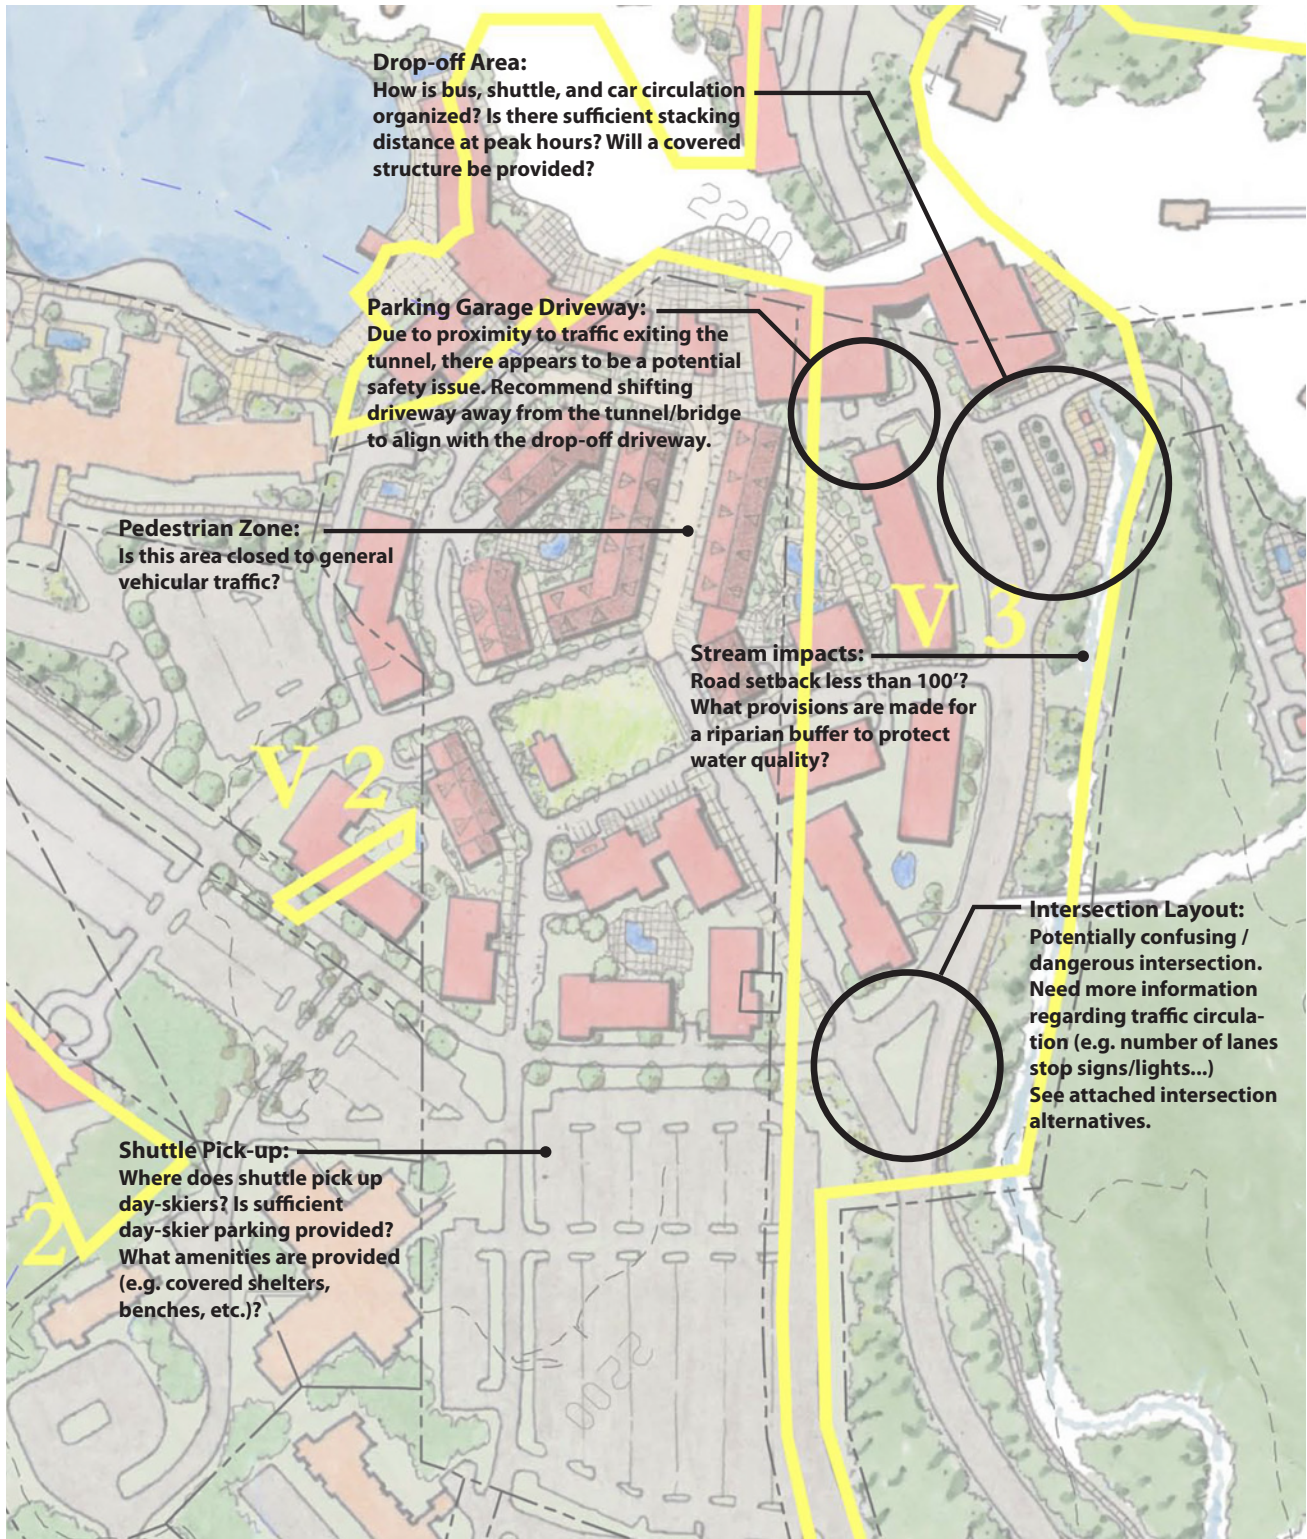 Drop-off Area:
How is bus, shuttle, and car circulation
organized? Is there sufficient stacking
distance at peak hours? Will a covered
structure be provided?
5500
Parking Garage Driveway:
Due to proximity to traffic exiting the
tunnel, there appears to be a potential
safety issue. Recommend shifting
driveway away from the tunnel/bridge
to align with the drop-off driveway.
Pedestrian Zone:
Is this area closed to general
vehicular traffic?
V 3
Stream impacts:
Road setback less than 100’?
What provisions are made for
a riparian buffer to protect
water quality?
V 2
Intersection Layout:
Potentially confusing /
dangerous intersection.
Need more information
regarding traffic circula-
tion (e.g. number of lanes
stop signs/lights...)
See attached intersection
alternatives.
Shuttle Pick-up:
Where does shuttle pick up
day-skiers? Is sufficient
day-skier parking provided?
What amenities are provided
(e.g. covered shelters,
benches, etc.)?
2
5500